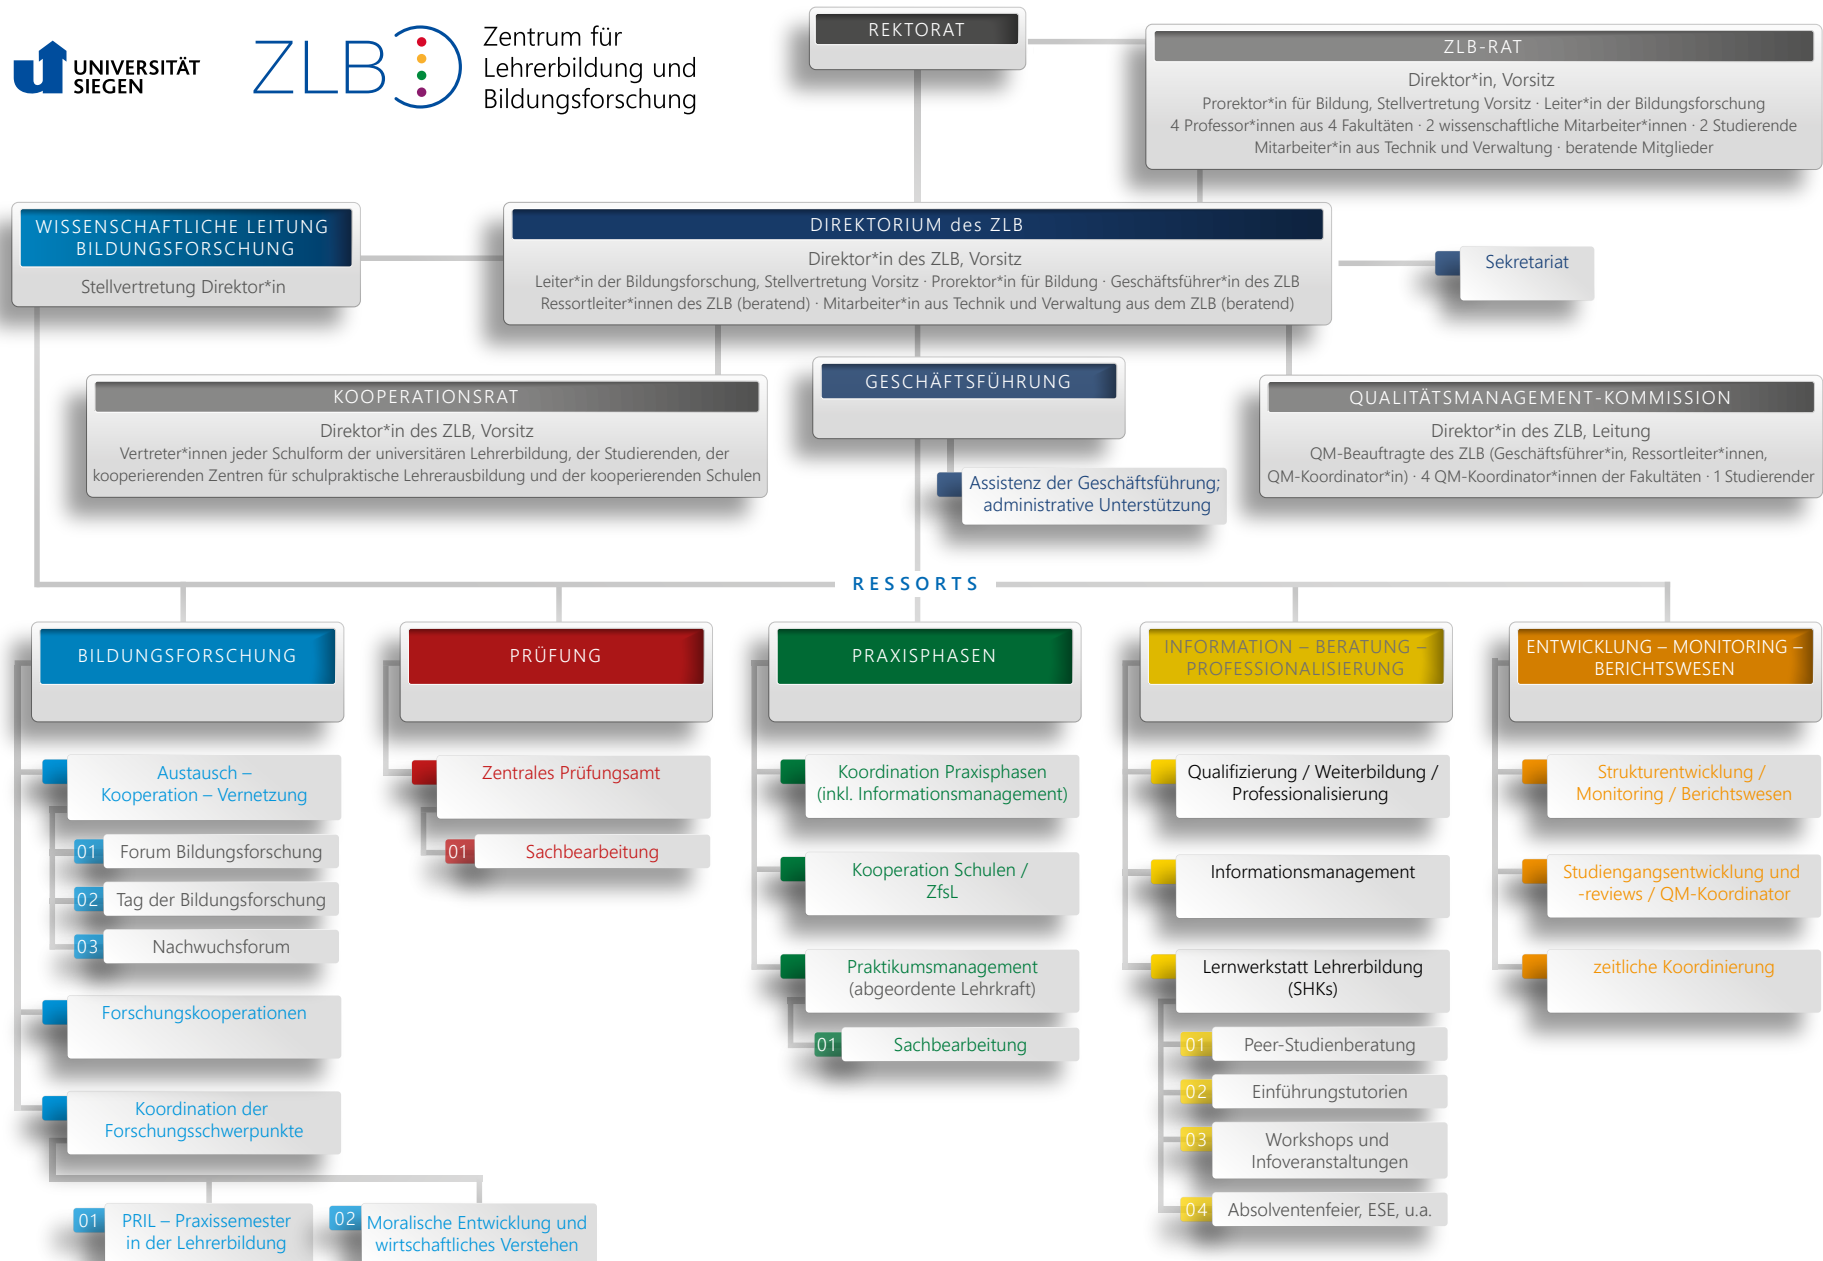 UNIVERSITÄT
SIEGEN
ZLB
Zentrum für
Lehrerbildung und
Bildungsforschung
REKTORAT
ZLB-RAT
Direktor*in, Vorsitz
Prorektor*in für Bildung, Stellvertretung Vorsitz · Leiter*in der Bildungsforschung
4 Professor*innen aus 4 Fakultäten · 2 wissenschaftliche Mitarbeiter*innen · 2 Studierende
Mitarbeiter*in aus Technik und Verwaltung · beratende Mitglieder
WISSENSCHAFTLICHE LEITUNG
BILDUNGSFORSCHUNG
Stellvertretung Direktor*in
DIREKTORIUM des ZLB
Direktor*in des ZLB, Vorsitz
Leiter*in der Bildungsforschung, Stellvertretung Vorsitz · Prorektor*in für Bildung · Geschäftsführer*in des ZLB
Ressortleiter*innen des ZLB (beratend) · Mitarbeiter*in aus Technik und Verwaltung aus dem ZLB (beratend)
Sekretariat
KOOPERATIONSRAT
Direktor*in des ZLB, Vorsitz
Vertreter*innen jeder Schulform der universitären Lehrerbildung, der Studierenden, der
kooperierenden Zentren für schulpraktische Lehrerausbildung und der kooperierenden Schulen
GESCHÄFTSFÜHRUNG
Assistenz der Geschäftsführung;
administrative Unterstützung
QUALITÄTSMANAGEMENT-KOMMISSION
Direktor*in des ZLB, Leitung
QM-Beauftragte des ZLB (Geschäftsführer*in, Ressortleiter*innen,
QM-Koordinator*in) · 4 QM-Koordinator*innen der Fakultäten · 1 Studierender
RESSORTS
BILDUNGSFORSCHUNG
Austausch –
Kooperation – Vernetzung
01 Forum Bildungsforschung
02 Tag der Bildungsforschung
03 Nachwuchsforum
Forschungskooperationen
Koordination der
Forschungsschwerpunkte
01 PRIL – Praxissemester
in der Lehrerbildung
02 Moralische Entwicklung und
wirtschaftliches Verstehen
PRÜFUNG
Zentrales Prüfungsamt
01 Sachbearbeitung
PRAXISPHASEN
Koordination Praxisphasen
(inkl. Informationsmanagement)
Kooperation Schulen /
ZfsL
Praktikumsmanagement
(abgeordente Lehrkraft)
01 Sachbearbeitung
INFORMATION – BERATUNG –
PROFESSIONALISIERUNG
Qualifizierung / Weiterbildung /
Professionalisierung
Informationsmanagement
Lernwerkstatt Lehrerbildung
(SHKs)
01 Peer-Studienberatung
02 Einführungstutorien
03 Workshops und
Infoveranstaltungen
04 Absolventenfeier, ESE, u.a.
ENTWICKLUNG – MONITORING –
BERICHTSWESEN
Strukturentwicklung /
Monitoring / Berichtswesen
Studiengangsentwicklung und
-reviews / QM-Koordinator
zeitliche Koordinierung